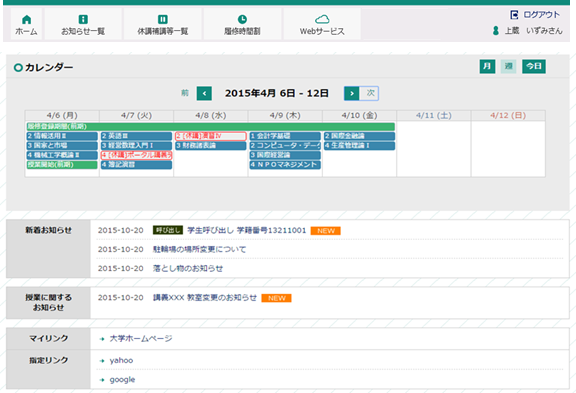 ログアウト
ホーム
お知らせ一覧
休講補講等一覧
履修時間割
Webサービス
上蔵 いずみさん
カレンダー
月 週 今日
前 2015年4月 6日 - 12日 次
4/6 (月) 4/7 (火) 4/8 (水) 4/9 (木) 4/10 (金) 4/11 (土) 4/12 (日)
履修登録期間(前期)
2 情報活用Ⅱ 2 英語Ⅲ 2 [休講]演習Ⅳ 1 会計学基礎 2 国際金融論
3 国家と市場 3 経営数理入門Ⅰ 3 財務諸表論 2 コンピュータ・データ 4 生産管理論Ⅰ
4 機械工学概論Ⅱ 4 [休講]ポータル講義 3 国際経営論
授業開始(前期) 4 簿記演習 4 NPOマネジメント
新着お知らせ
2015-10-20 呼び出し 学生呼び出し 学籍番号13211001 NEW
2015-10-20 駐輪場の場所変更について
2015-10-20 落とし物のお知らせ
授業に関する
お知らせ
2015-10-20 講義XXX 教室変更のお知らせ NEW
マイリンク
大学ホームページ
指定リンク
yahoo
google